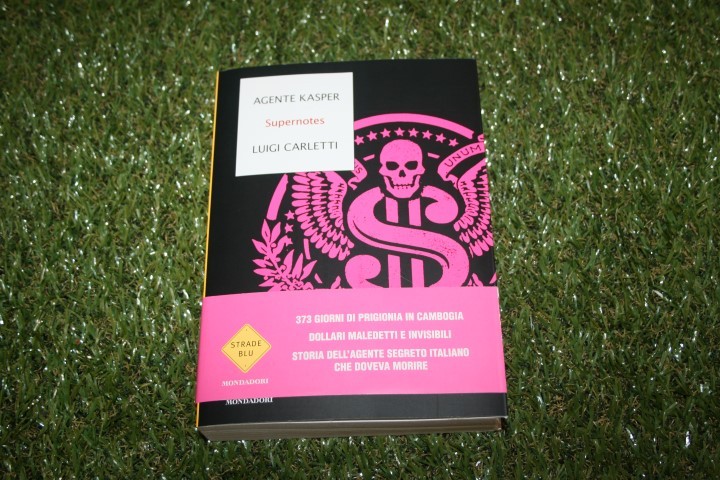 AGENTE KASPER
Supernotes
LUIGI CARLETTI
UNUM
373 GIORNI DI PRIGIONIA IN CAMBOGIA
DOLLARI MALEDETTI E INVISIBILI
STORIA DELL'AGENTE SEGRETO ITALIANO
CHE DOVEVA MORIRE
STRADE
BLU
MONDADORI
MONDADORI